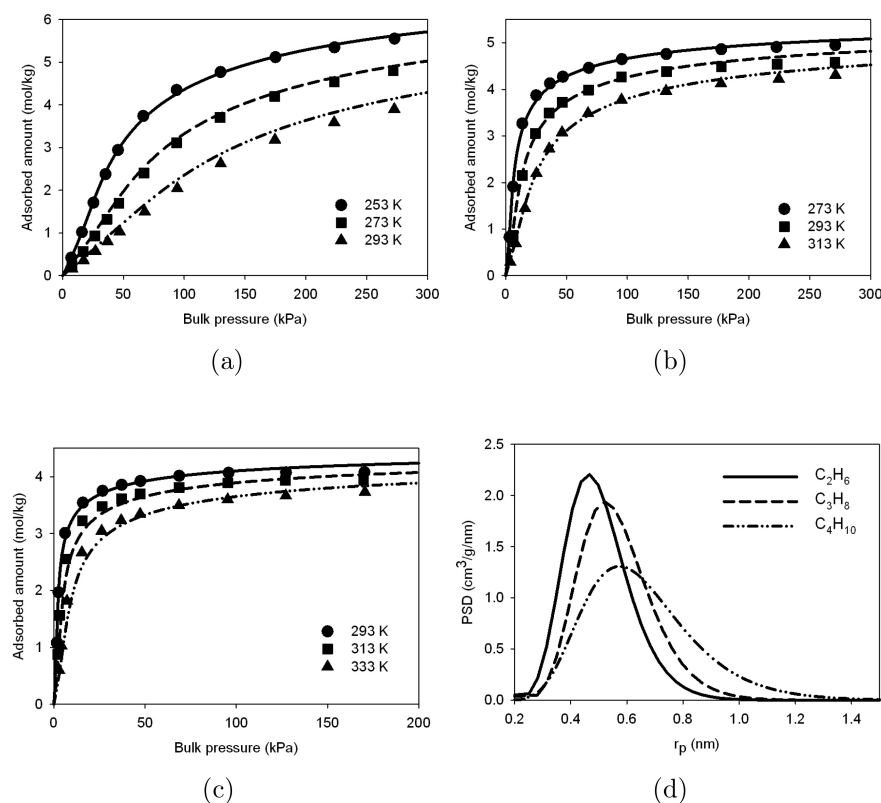 Adsorbed amount (mol/kg)
6
5
4
3
2
1
0
253 K
273 K
293 K
0 50 100 150 200 250 300
Bulk pressure (kPa)
(a)
Adsorbed amount (mol/kg)
5
4
3
2
1
0
273 K
293 K
313 K
0 50 100 150 200 250 300
Bulk pressure (kPa)
(b)
Adsorbed amount (mol/kg)
4
3
2
1
0
293 K
313 K
333 K
0 50 100 150 200
Bulk pressure (kPa)
(c)
PSD (cm³/g/nm)
2.5
2.0
1.5
1.0
0.5
0.0
C₂H₆
C₃H₈
C₄H₁₀
0.2 0.4 0.6 0.8 1.0 1.2 1.4
rₚ (nm)
(d)